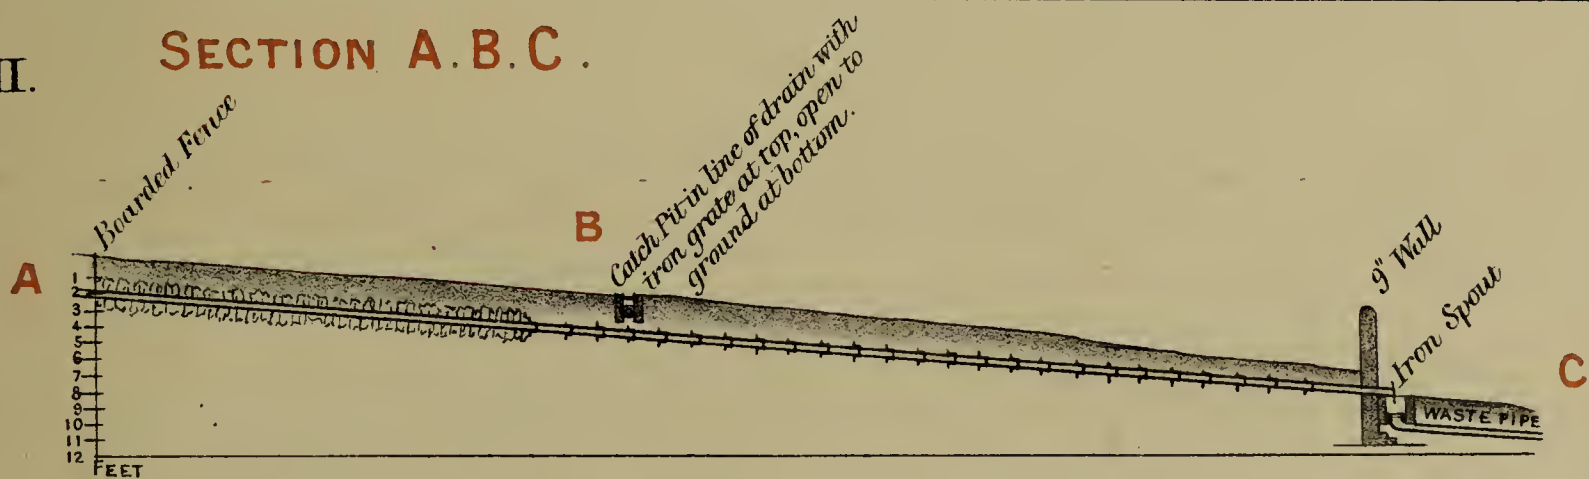 II.
SECTION A.B.C.
Boarded Fence
A
B
Catch Pit in line of drain with
iron grate at top, open to
ground at bottom.
9" Wall
Iron Spout
C
1
2
3
4
5
6
7
8
9
10
11
12
FEET
WASTE PIPE